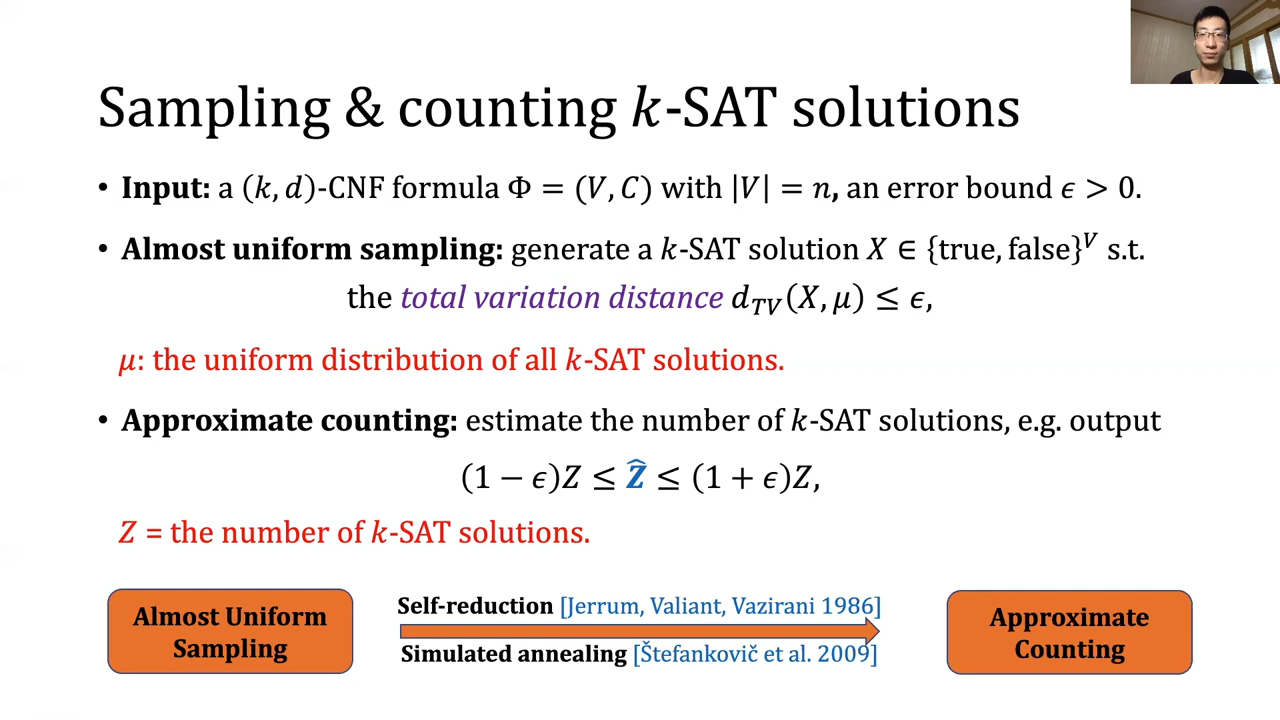 Sampling & counting k-SAT solutions
• Input: a (k, d)-CNF formula Φ = (V, C) with |V| = n, an error bound ϵ > 0.
• Almost uniform sampling: generate a k-SAT solution X ∈ {true, false}^V s.t.
the total variation distance d_TV(X, μ) ≤ ϵ,
μ: the uniform distribution of all k-SAT solutions.
• Approximate counting: estimate the number of k-SAT solutions, e.g. output
(1 − ϵ)Z ≤ Ẑ ≤ (1 + ϵ)Z,
Z = the number of k-SAT solutions.
Almost Uniform
Sampling
Self-reduction [Jerrum, Valiant, Vazirani 1986]
Simulated annealing [Štefankovič et al. 2009]
Approximate
Counting